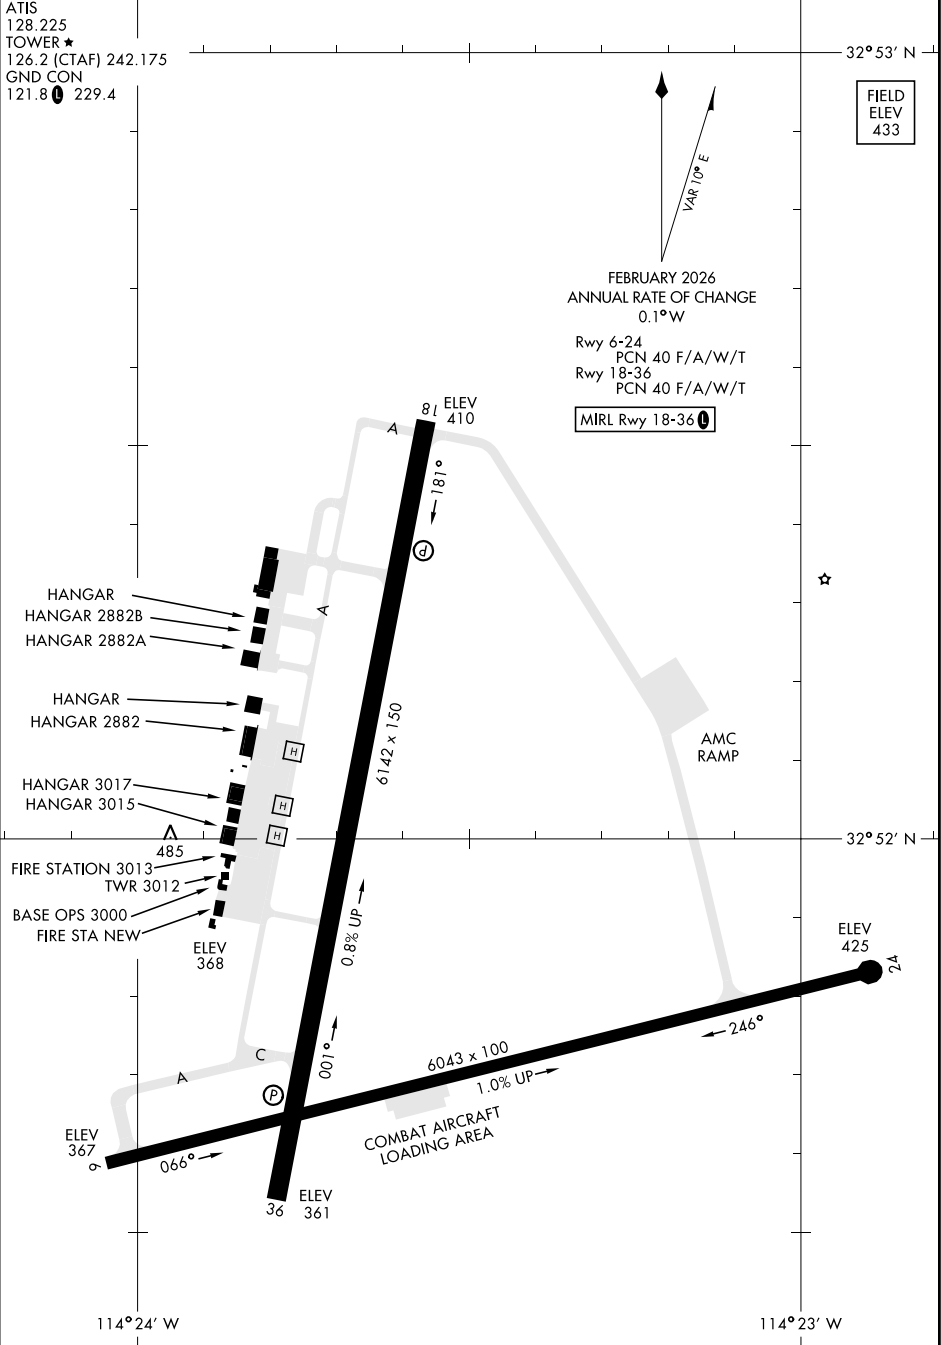 ATIS
128.225
TOWER ★
126.2 (CTAF) 242.175
GND CON
121.8 L 229.4
32° 53' N
FIELD
ELEV
433
VAR 10° E
FEBRUARY 2026
ANNUAL RATE OF CHANGE
0.1° W
Rwy 6-24
PCN 40 F/A/W/T
Rwy 18-36
PCN 40 F/A/W/T
MIRL Rwy 18-36 L
18
ELEV
410
A
181°
P
HANGAR
HANGAR 2882B
HANGAR 2882A
A
HANGAR
HANGAR 2882
H
6142 x 150
AMC
RAMP
HANGAR 3017
HANGAR 3015
H
H
485
32° 52' N
FIRE STATION 3013
TWR 3012
BASE OPS 3000
FIRE STA NEW
ELEV
368
0.8% UP
ELEV
425
24
246°
001°
C
A
6043 x 100
1.0% UP
P
COMBAT AIRCRAFT
LOADING AREA
ELEV
367
6
066°
36
ELEV
361
114° 24' W
114° 23' W